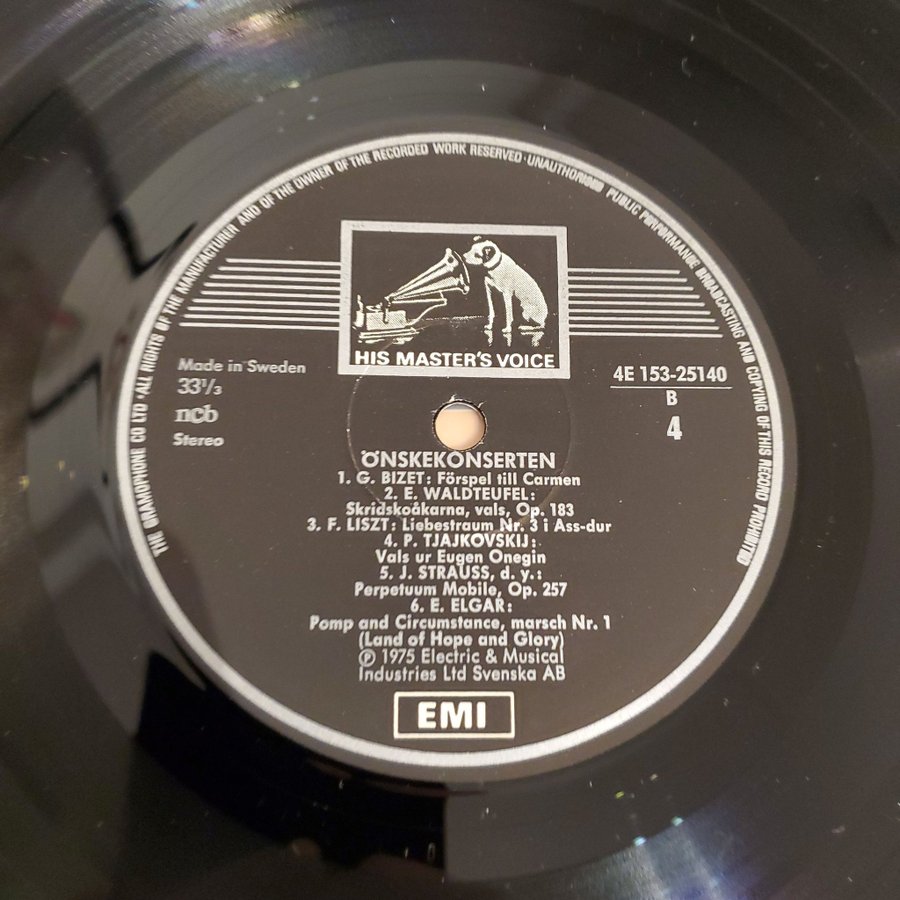 THE GRAMOPHONE CO LTD · ALL RIGHTS OF THE MANUFACTURER AND OF THE OWNER OF THE RECORDED WORK RESERVED · UNAUTHORISED PUBLIC PERFORMANCE BROADCASTING AND COPYING OF THIS RECORD PROHIBITED
HIS MASTER'S VOICE
Made in Sweden
33⅓
ncb
Stereo
4E 153-25140
B
4
ÖNSKEKONSERTEN
1. G. BIZET: Förspel till Carmen
2. E. WALDTEUFEL:
Skridskoåkarna, vals, Op. 183
3. F. LISZT: Liebestraum Nr. 3 i Ass-dur
4. P. TJAJKOVSKIJ:
Vals ur Eugen Onegin
5. J. STRAUSS, d. y.:
Perpetuum Mobile, Op. 257
6. E. ELGAR:
Pomp and Circumstance, marsch Nr. 1
(Land of Hope and Glory)
℗ 1975 Electric & Musical
Industries Ltd Svenska AB
EMI